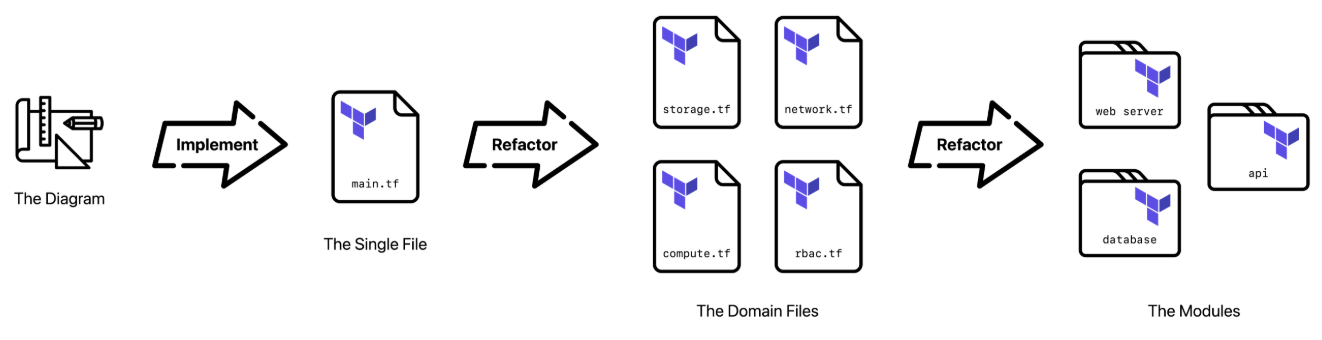 The Diagram
Implement
main.tf
The Single File
Refactor
storage.tf
network.tf
compute.tf
rbac.tf
The Domain Files
Refactor
web server
api
database
The Modules